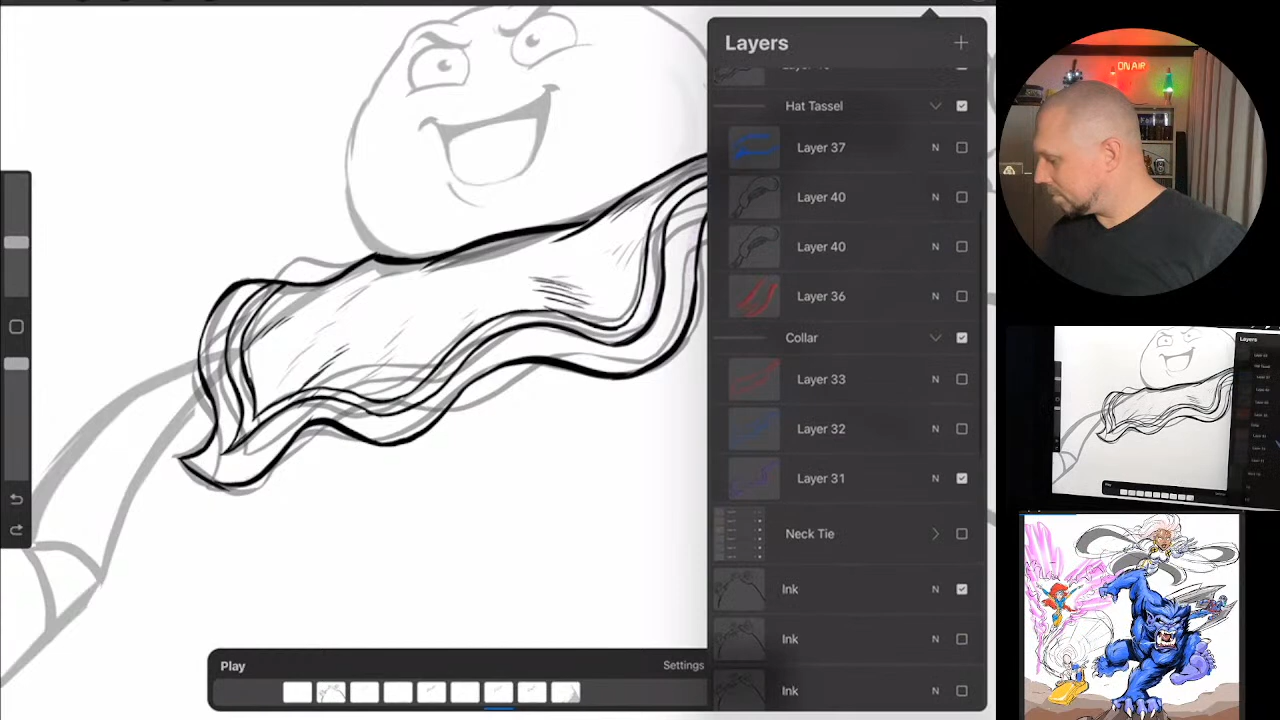 Layers
Hat Tassel
Layer 37 N
Layer 40 N
Layer 40 N
Layer 36 N
Collar
Layer 33 N
Layer 32 N
Layer 31 N
Neck Tie
Ink N
Ink N
Ink N
Play
Settings
ON AIR
Layers